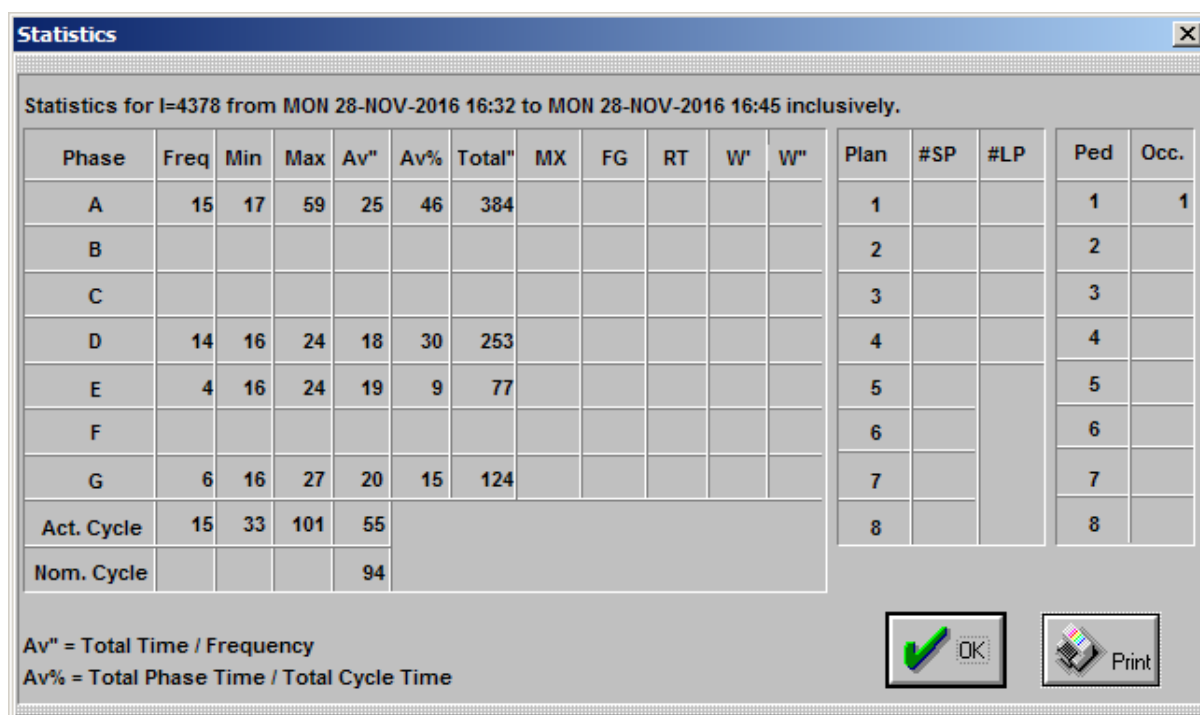 Statistics
Statistics for I=4378 from MON 28-NOV-2016 16:32 to MON 28-NOV-2016 16:45 inclusively.
Phase Freq Min Max Av" Av% Total" MX FG RT W' W" Plan #SP #LP Ped Occ.
A 15 17 59 25 46 384 1 1 1
B 2 2
C 3 3
D 14 16 24 18 30 253 4 4
E 4 16 24 19 9 77 5 5
F 6 6
G 6 16 27 20 15 124 7 7
Act. Cycle 15 33 101 55 8 8
Nom. Cycle 94
Av" = Total Time / Frequency
Av% = Total Phase Time / Total Cycle Time
OK
Print